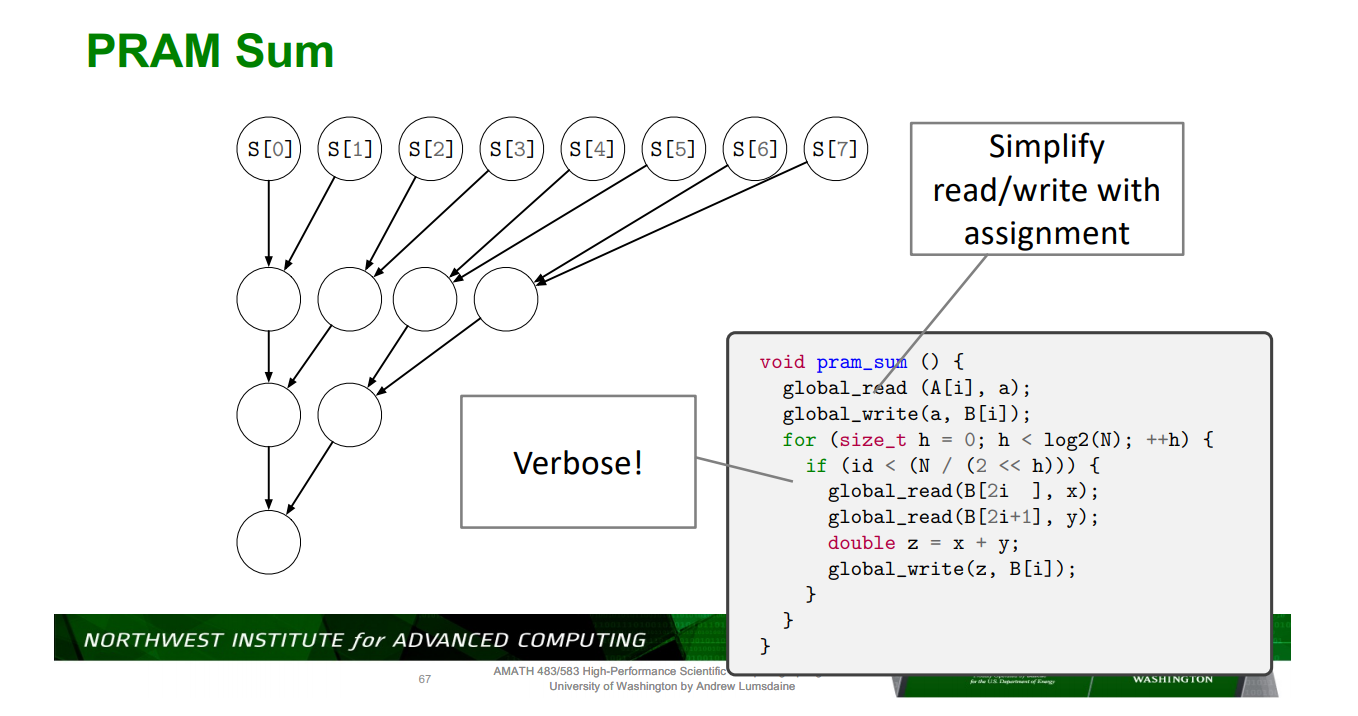 PRAM Sum
S[0] S[1] S[2] S[3] S[4] S[5] S[6] S[7]
Simplify
read/write with
assignment
Verbose!
void pram_sum () {
  global_read (A[i], a);
  global_write(a, B[i]);
  for (size_t h = 0; h < log2(N); ++h) {
    if (id < (N / (2 << h))) {
      global_read(B[2i  ], x);
      global_read(B[2i+1], y);
      double z = x + y;
      global_write(z, B[i]);
    }
  }
}
NORTHWEST INSTITUTE for ADVANCED COMPUTING
67
AMATH 483/583 High-Performance Scientific
University of Washington by Andrew Lumsdaine
for the U.S. Department of Energy
WASHINGTON